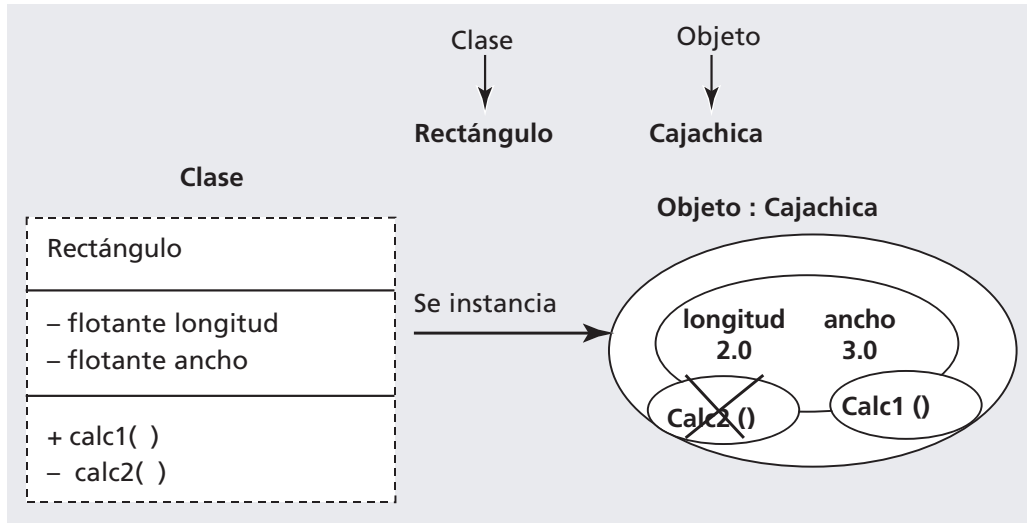 Clase
Objeto
Rectángulo
Cajachica
Clase
Rectángulo
– flotante longitud
– flotante ancho
+ calc1( )
– calc2( )
Se instancia
Objeto : Cajachica
longitud ancho
2.0 3.0
Calc2 ()
Calc1 ()